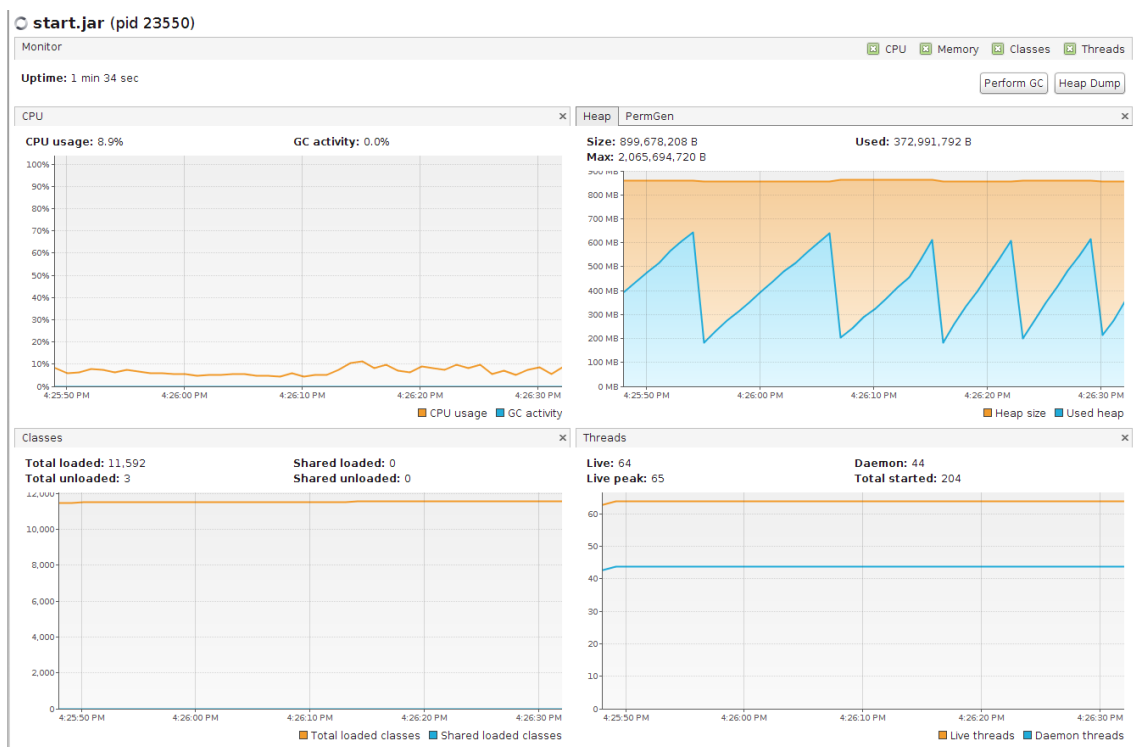 start.jar (pid 23550)
Monitor
CPU Memory Classes Threads
Uptime: 1 min 34 sec
Perform GC Heap Dump
CPU
CPU usage: 8.9% GC activity: 0.0%
100%
90%
80%
70%
60%
50%
40%
30%
20%
10%
0%
4:25:50 PM 4:26:00 PM 4:26:10 PM 4:26:20 PM 4:26:30 PM
CPU usage GC activity
Heap PermGen
Size: 899,678,208 B Used: 372,991,792 B
Max: 2,065,694,720 B
900 MB
800 MB
700 MB
600 MB
500 MB
400 MB
300 MB
200 MB
100 MB
0 MB
4:25:50 PM 4:26:00 PM 4:26:10 PM 4:26:20 PM 4:26:30 PM
Heap size Used heap
Classes
Total loaded: 11,592 Shared loaded: 0
Total unloaded: 3 Shared unloaded: 0
12,000
10,000
8,000
6,000
4,000
2,000
0
4:25:50 PM 4:26:00 PM 4:26:10 PM 4:26:20 PM 4:26:30 PM
Total loaded classes Shared loaded classes
Threads
Live: 64 Daemon: 44
Live peak: 65 Total started: 204
60
50
40
30
20
10
0
4:25:50 PM 4:26:00 PM 4:26:10 PM 4:26:20 PM 4:26:30 PM
Live threads Daemon threads